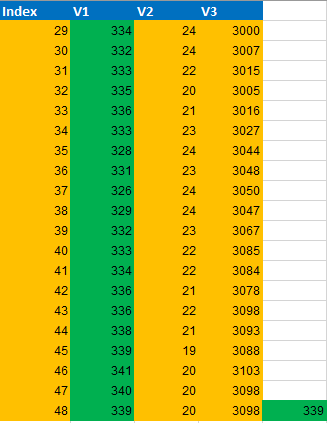 Index V1 V2 V3
29 334 24 3000
30 332 24 3007
31 333 22 3015
32 335 20 3005
33 336 21 3016
34 333 23 3027
35 328 24 3044
36 331 23 3048
37 326 24 3050
38 329 24 3047
39 332 23 3067
40 333 22 3085
41 334 22 3084
42 336 21 3078
43 336 22 3098
44 338 21 3093
45 339 19 3088
46 341 20 3103
47 340 20 3098
48 339 20 3098 339